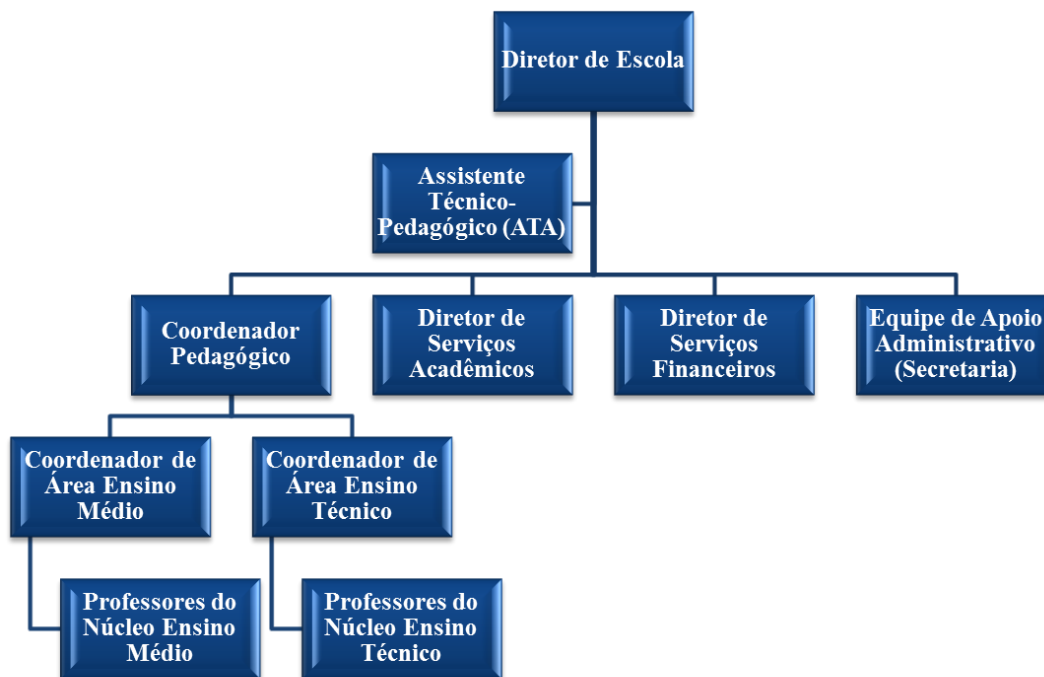 Diretor de Escola
Assistente
Técnico-
Pedagógico (ATA)
Coordenador
Pedagógico
Diretor de
Serviços
Acadêmicos
Diretor de
Serviços
Financeiros
Equipe de Apoio
Administrativo
(Secretaria)
Coordenador de
Área Ensino
Médio
Coordenador de
Área Ensino
Técnico
Professores do
Núcleo Ensino
Médio
Professores do
Núcleo Ensino
Técnico